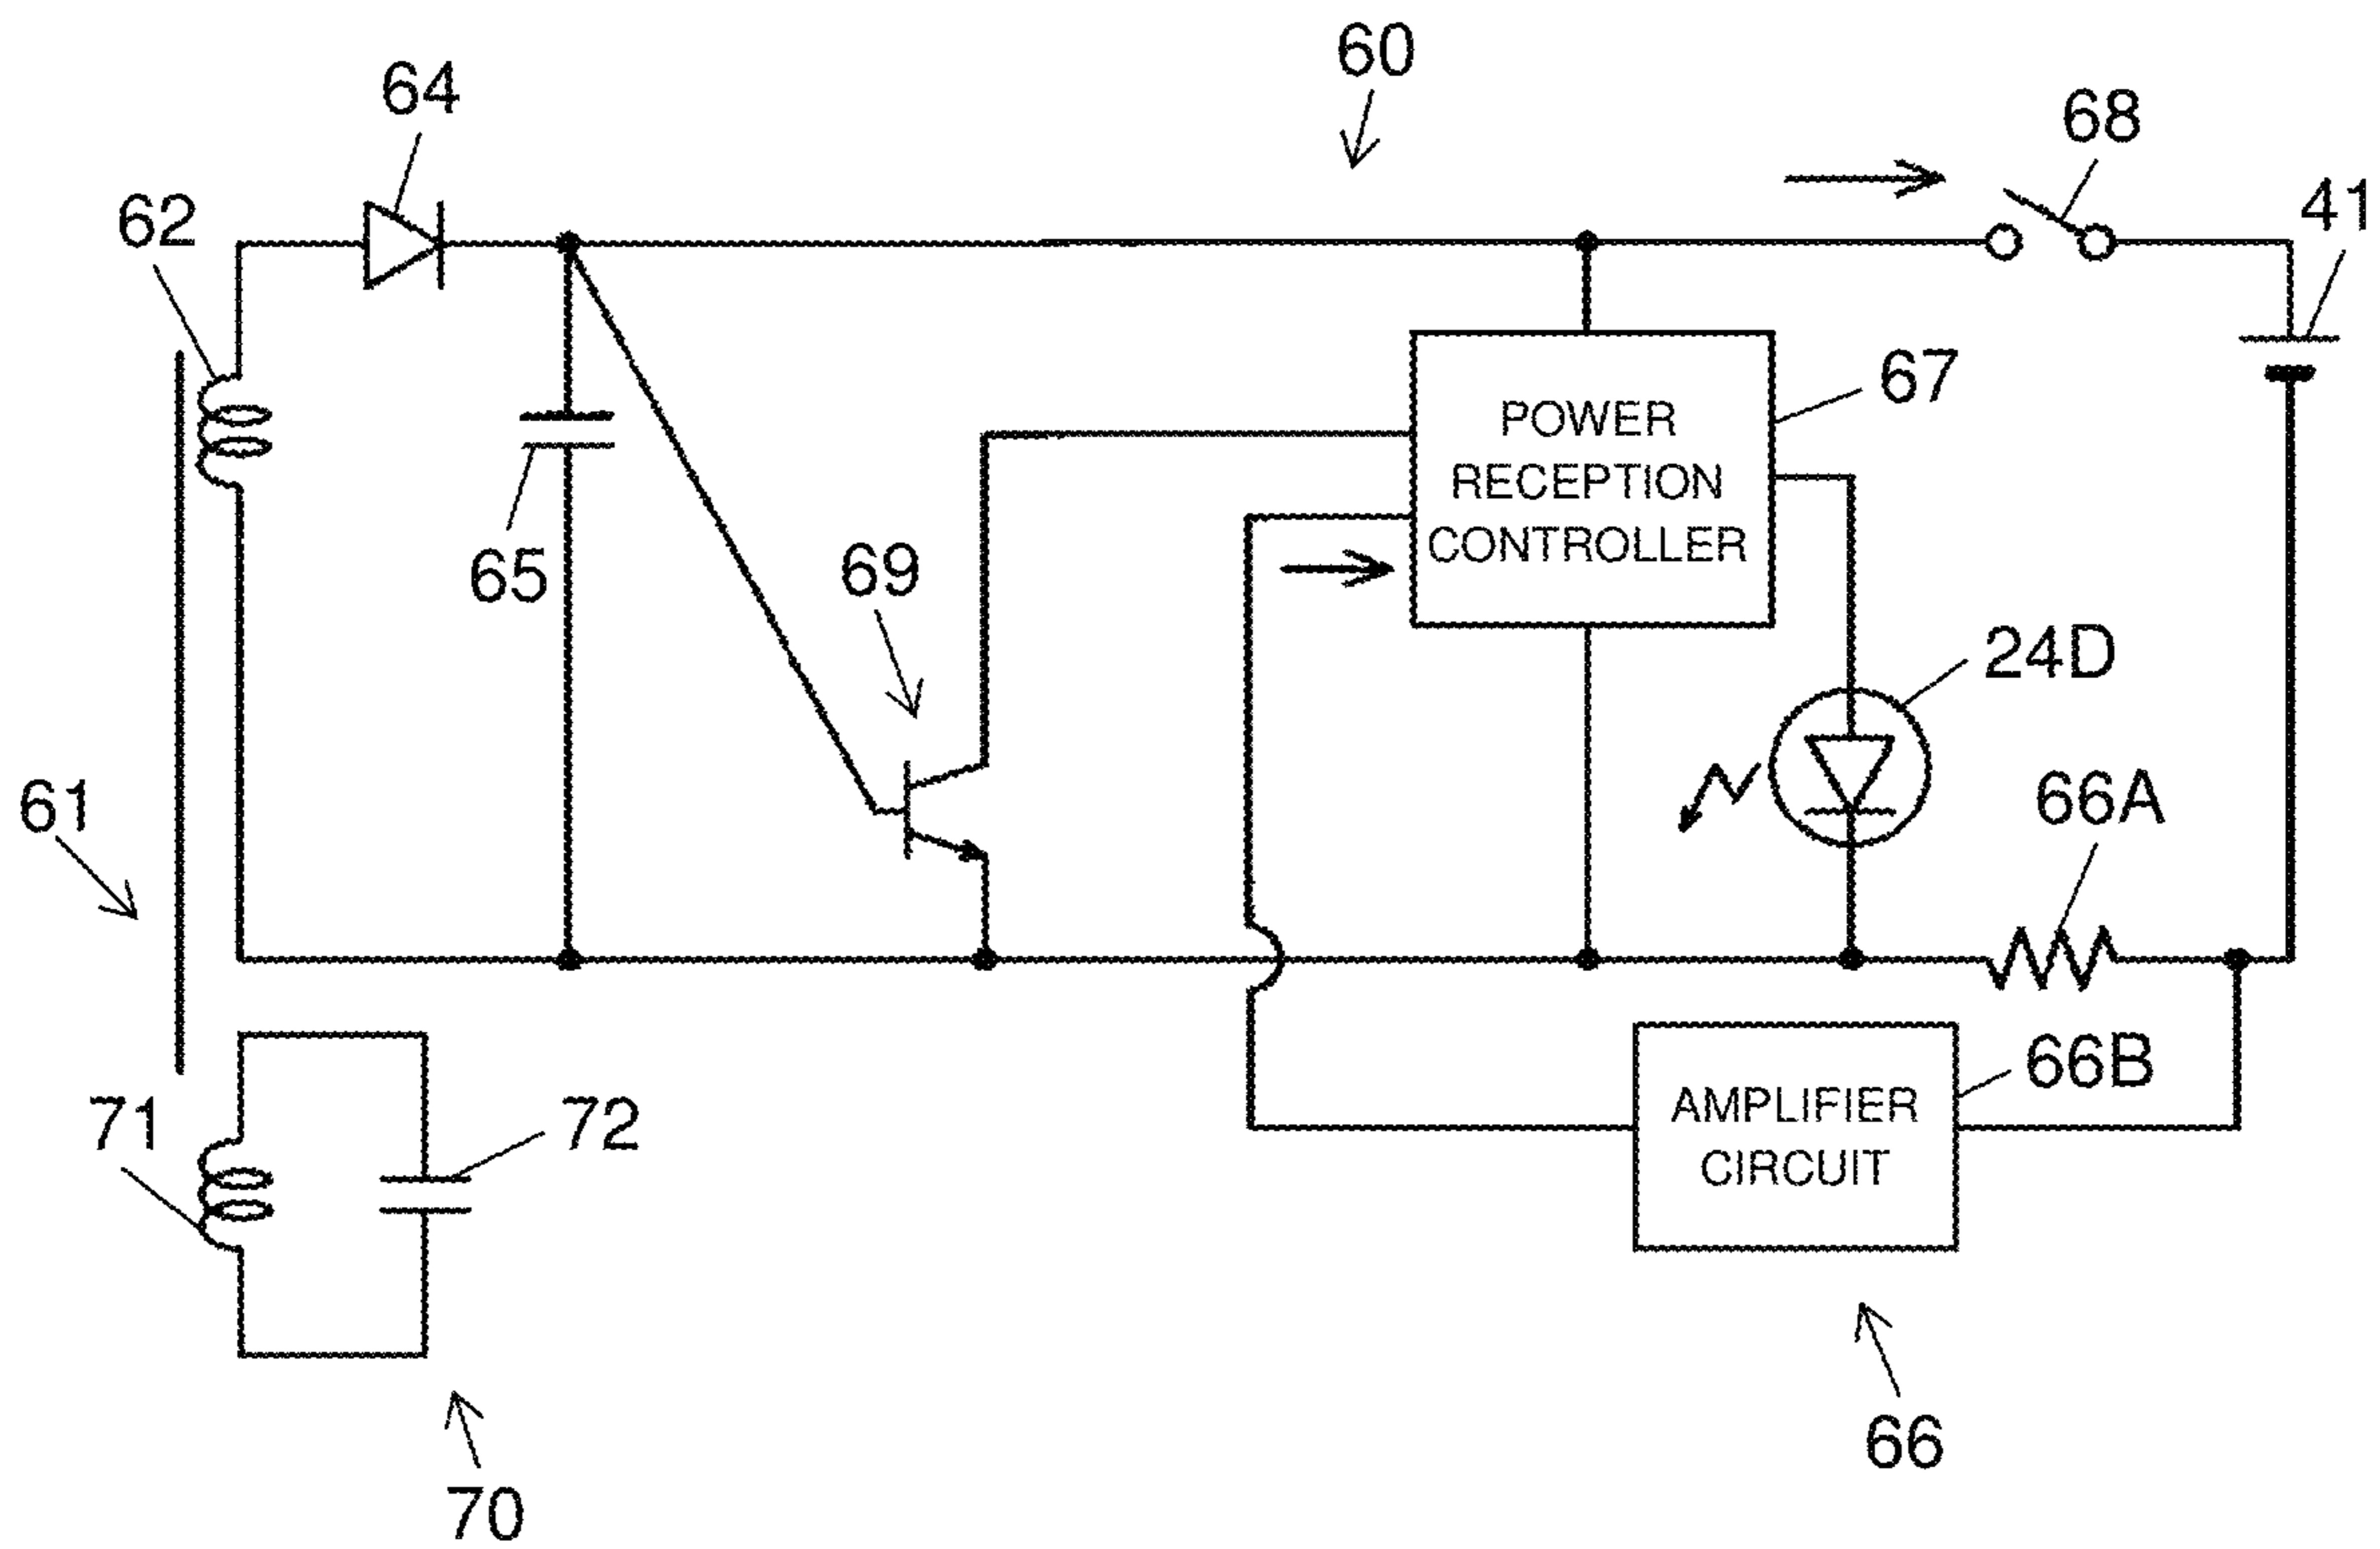 60
64
68
62
41
67
POWER
RECEPTION
CONTROLLER
65
69
24D
61
66A
66B
71
72
AMPLIFIER
CIRCUIT
66
70